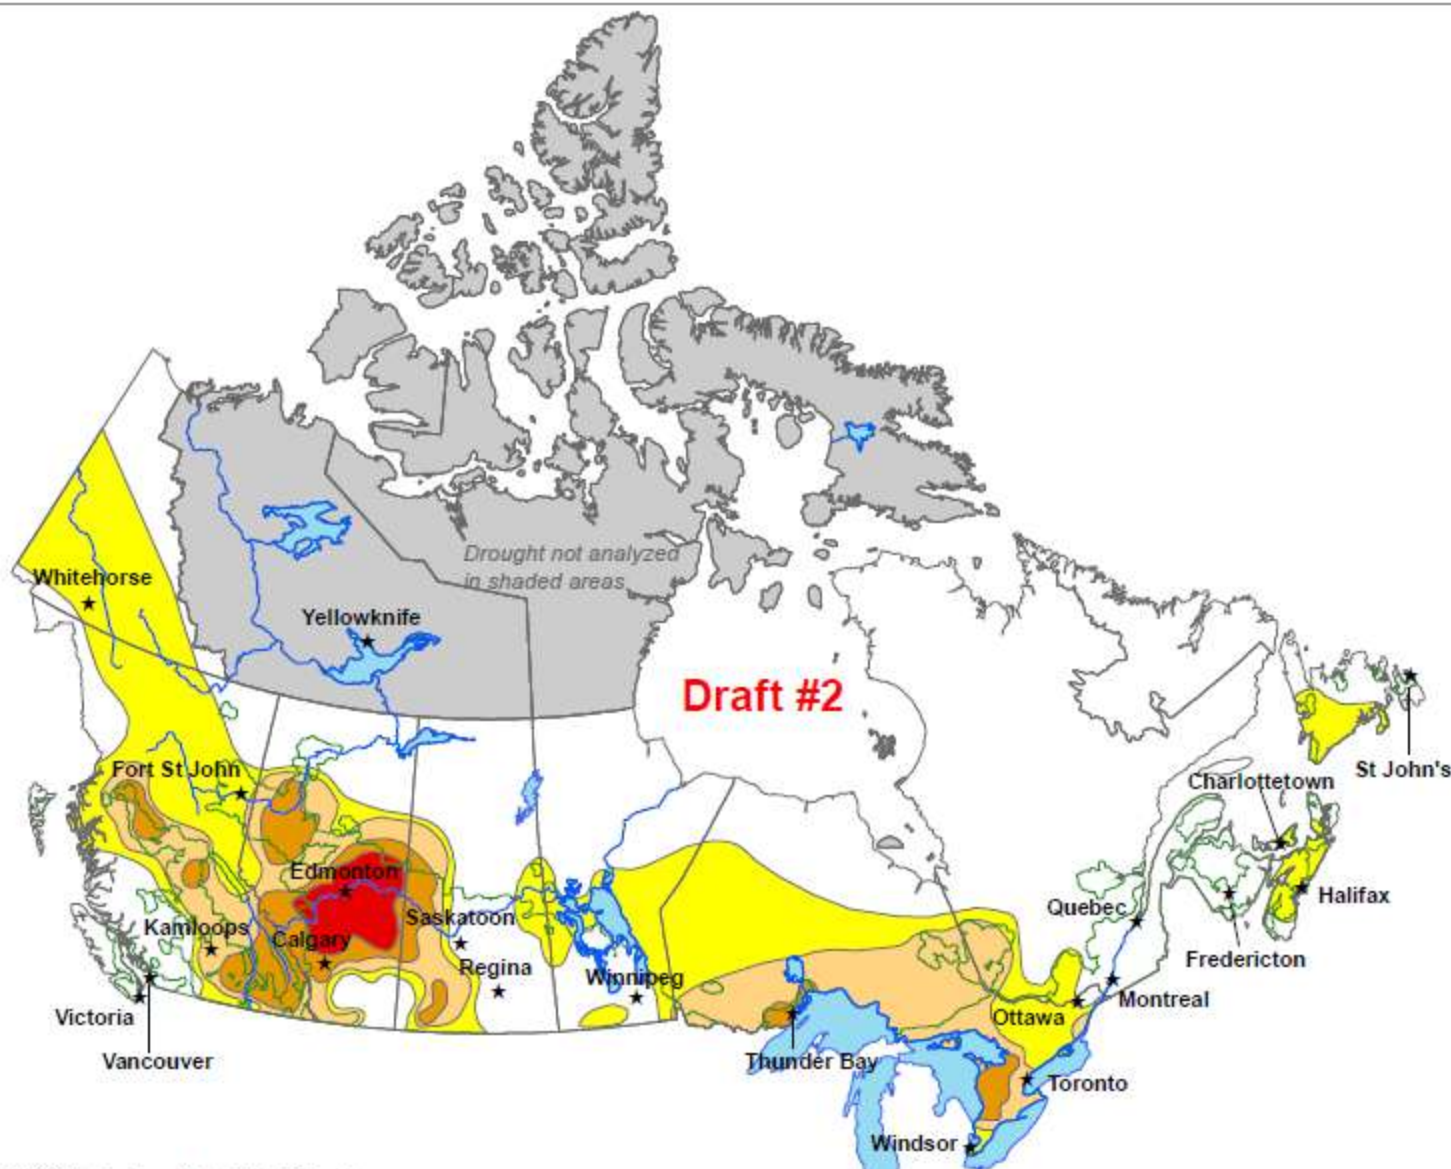 Drought not analyzed
in shaded areas
Whitehorse
Yellowknife
Draft #2
Fort St John
Charlottetown
St John's
Edmonton
Halifax
Saskatoon
Quebec
Kamloops
Calgary
Fredericton
Regina
Winnipeg
Montreal
Victoria
Ottawa
Vancouver
Thunder Bay
Toronto
Windsor